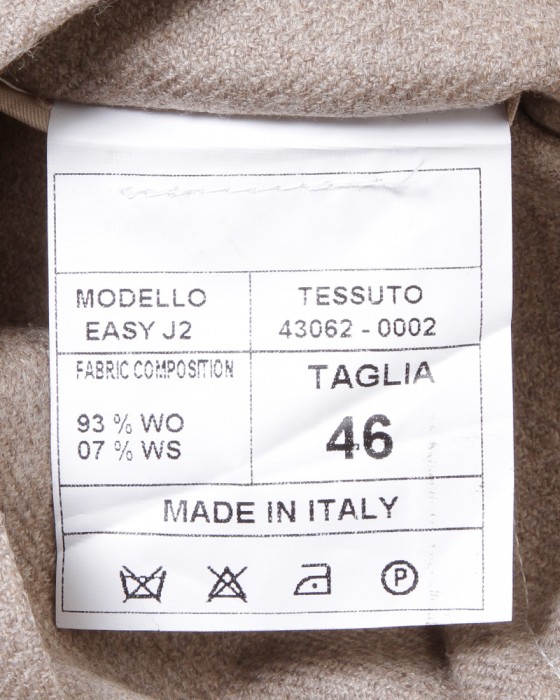 MODELLO
EASY J2
TESSUTO
43062 - 0002
FABRIC COMPOSITION
93 % WO
07 % WS
TAGLIA
46
MADE IN ITALY
P